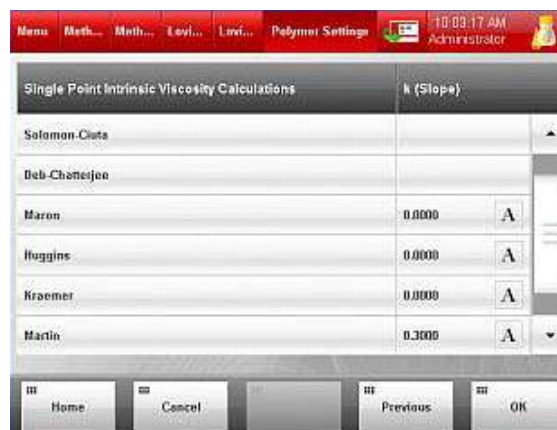 Menu Meth... Meth... Lovi... Lovi... Polymer Settings 10:03:17 AM
Administrator
Single Point Intrinsic Viscosity Calculations k (Slope)
Solomon-Ciuta
Deb-Chatterjee
Maron 0.0000 A
Huggins 0.0000 A
Kraemer 0.0000 A
Martin 0.3000 A
Home Cancel Previous OK